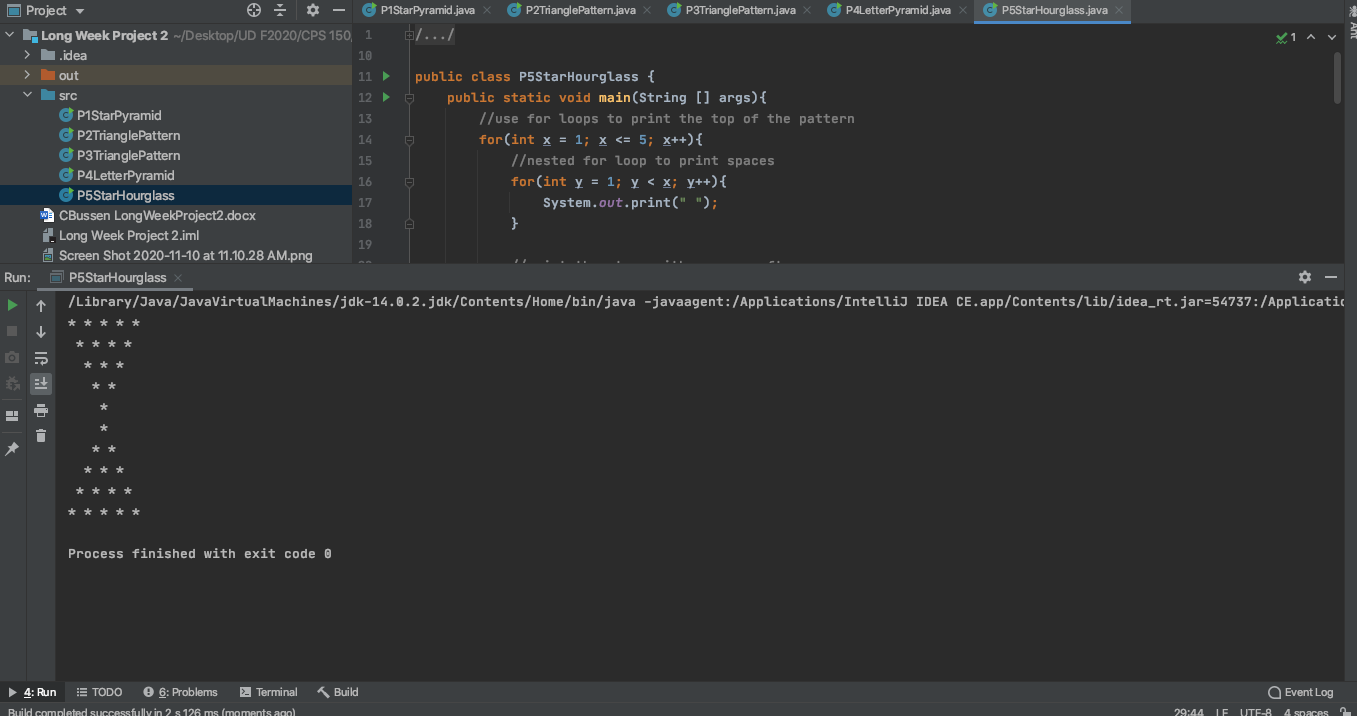 Project
P1StarPyramid.java P2TrianglePattern.java P3TrianglePattern.java P4LetterPyramid.java P5StarHourglass.java
Long Week Project 2 ~/Desktop/UD F2020/CPS 150/
.idea
out
src
P1StarPyramid
P2TrianglePattern
P3TrianglePattern
P4LetterPyramid
P5StarHourglass
CBussen LongWeekProject2.docx
Long Week Project 2.iml
Screen Shot 2020-11-10 at 11.10.28 AM.png
1 /.../
10
11 public class P5StarHourglass {
12 public static void main(String [] args){
13 //use for loops to print the top of the pattern
14 for(int x = 1; x <= 5; x++){
15 //nested for loop to print spaces
16 for(int y = 1; y < x; y++){
17 System.out.print(" ");
18 }
19
1
Ant
Run: P5StarHourglass
/Library/Java/JavaVirtualMachines/jdk-14.0.2.jdk/Contents/Home/bin/java -javaagent:/Applications/IntelliJ IDEA CE.app/Contents/lib/idea_rt.jar=54737:/Applicatio
* * * * *
 * * * *
  * * *
   * *
    *
    *
   * *
  * * *
 * * * *
* * * * *
Process finished with exit code 0
4: Run TODO 6: Problems Terminal Build Event Log
Build completed successfully in 2 s 126 ms (moments ago) 29:44 LF UTF-8 4 spaces